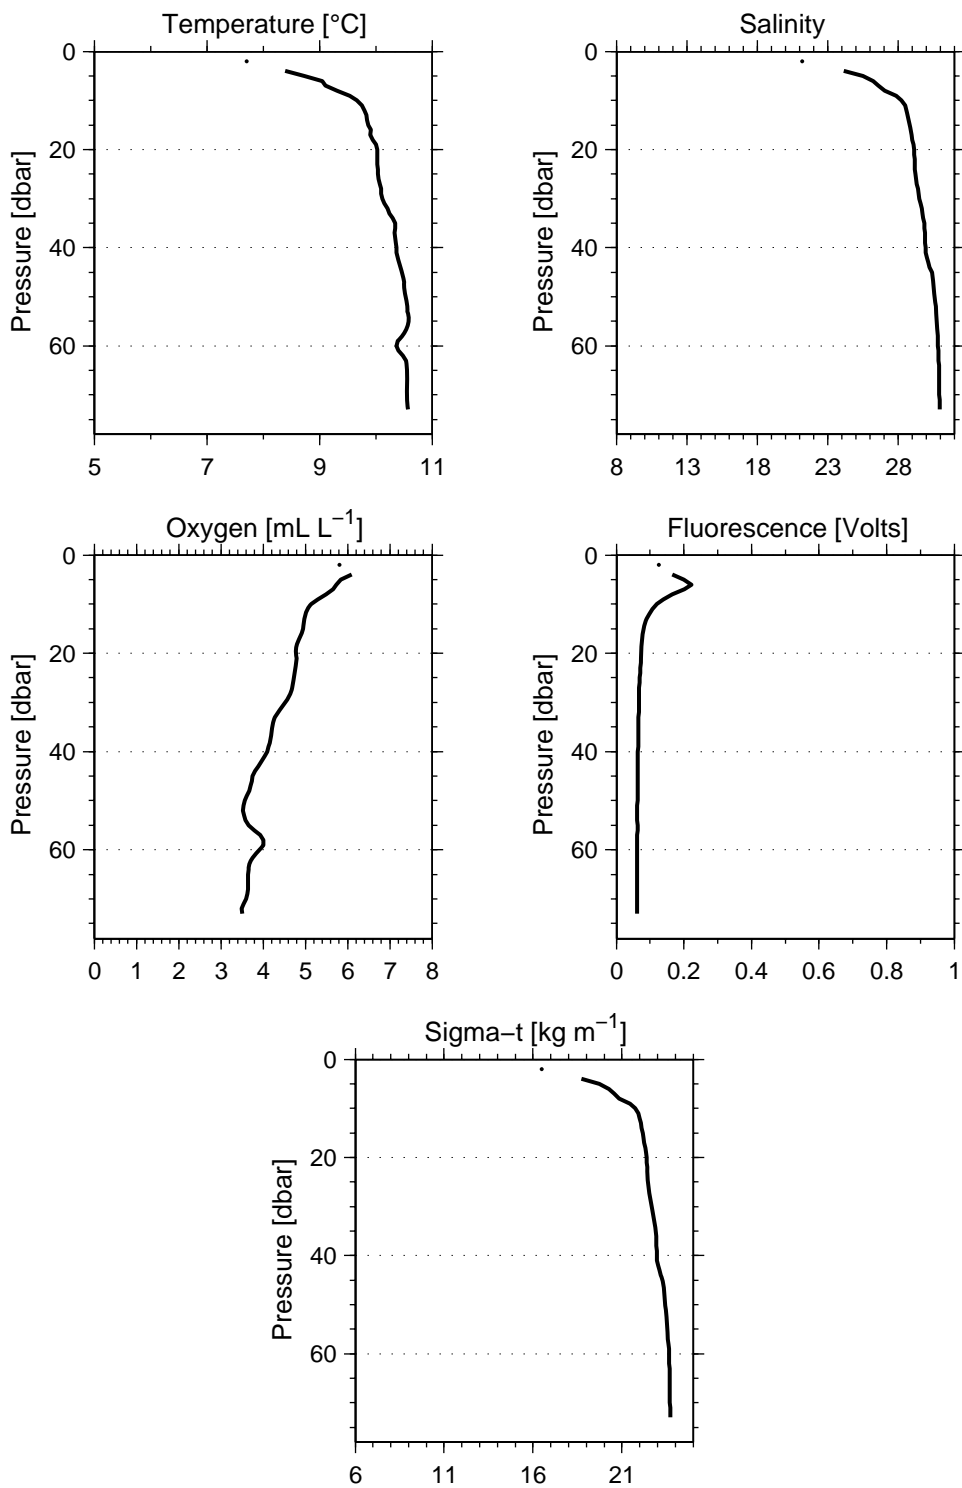 Temperature [°C]
0
20
40
60
Pressure [dbar]
5 7 9 11
Salinity
0
20
40
60
Pressure [dbar]
8 13 18 23 28
Oxygen [mL L−1]
0
20
40
60
Pressure [dbar]
0 1 2 3 4 5 6 7 8
Fluorescence [Volts]
0
20
40
60
Pressure [dbar]
0 0.2 0.4 0.6 0.8 1
Sigma−t [kg m−1]
0
20
40
60
Pressure [dbar]
6 11 16 21